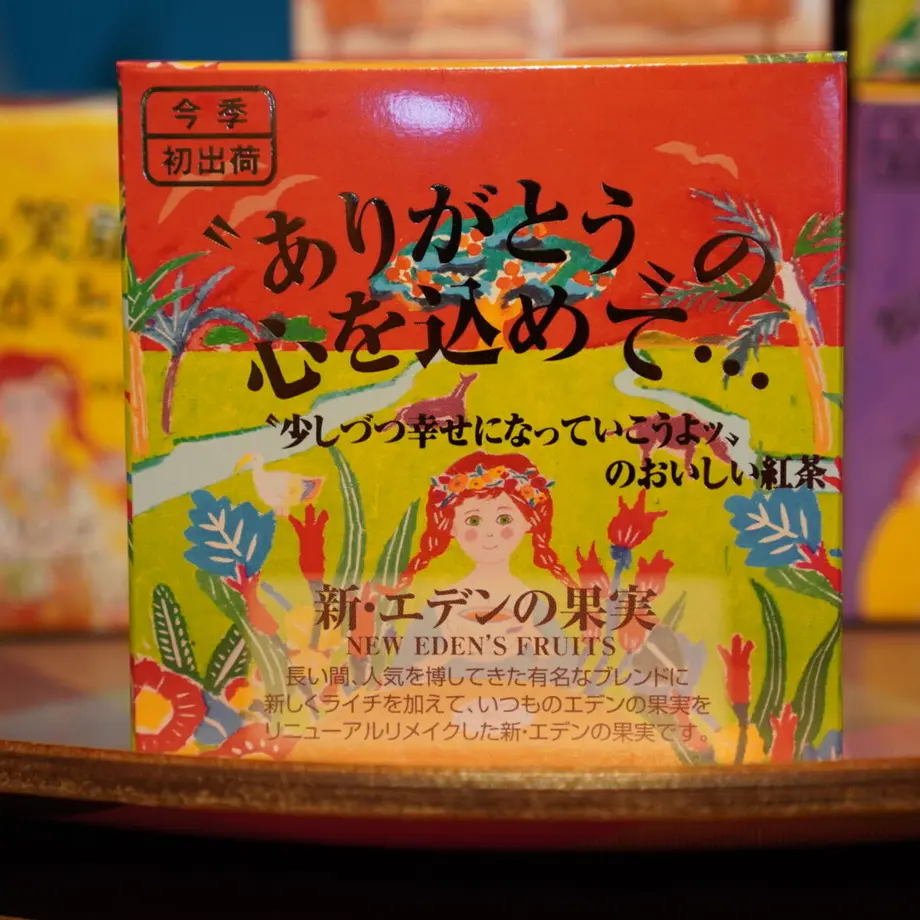 今季
初出荷
〝ありがとうの
心を込めて〟…
〝少しづつ幸せになっていこうよッ〟
のおいしい紅茶
新・エデンの果実
NEW EDEN'S FRUITS
長い間、人気を博してきた有名なブレンドに
新しくライチを加えて、いつものエデンの果実を
リニューアルリメイクした新・エデンの果実です。